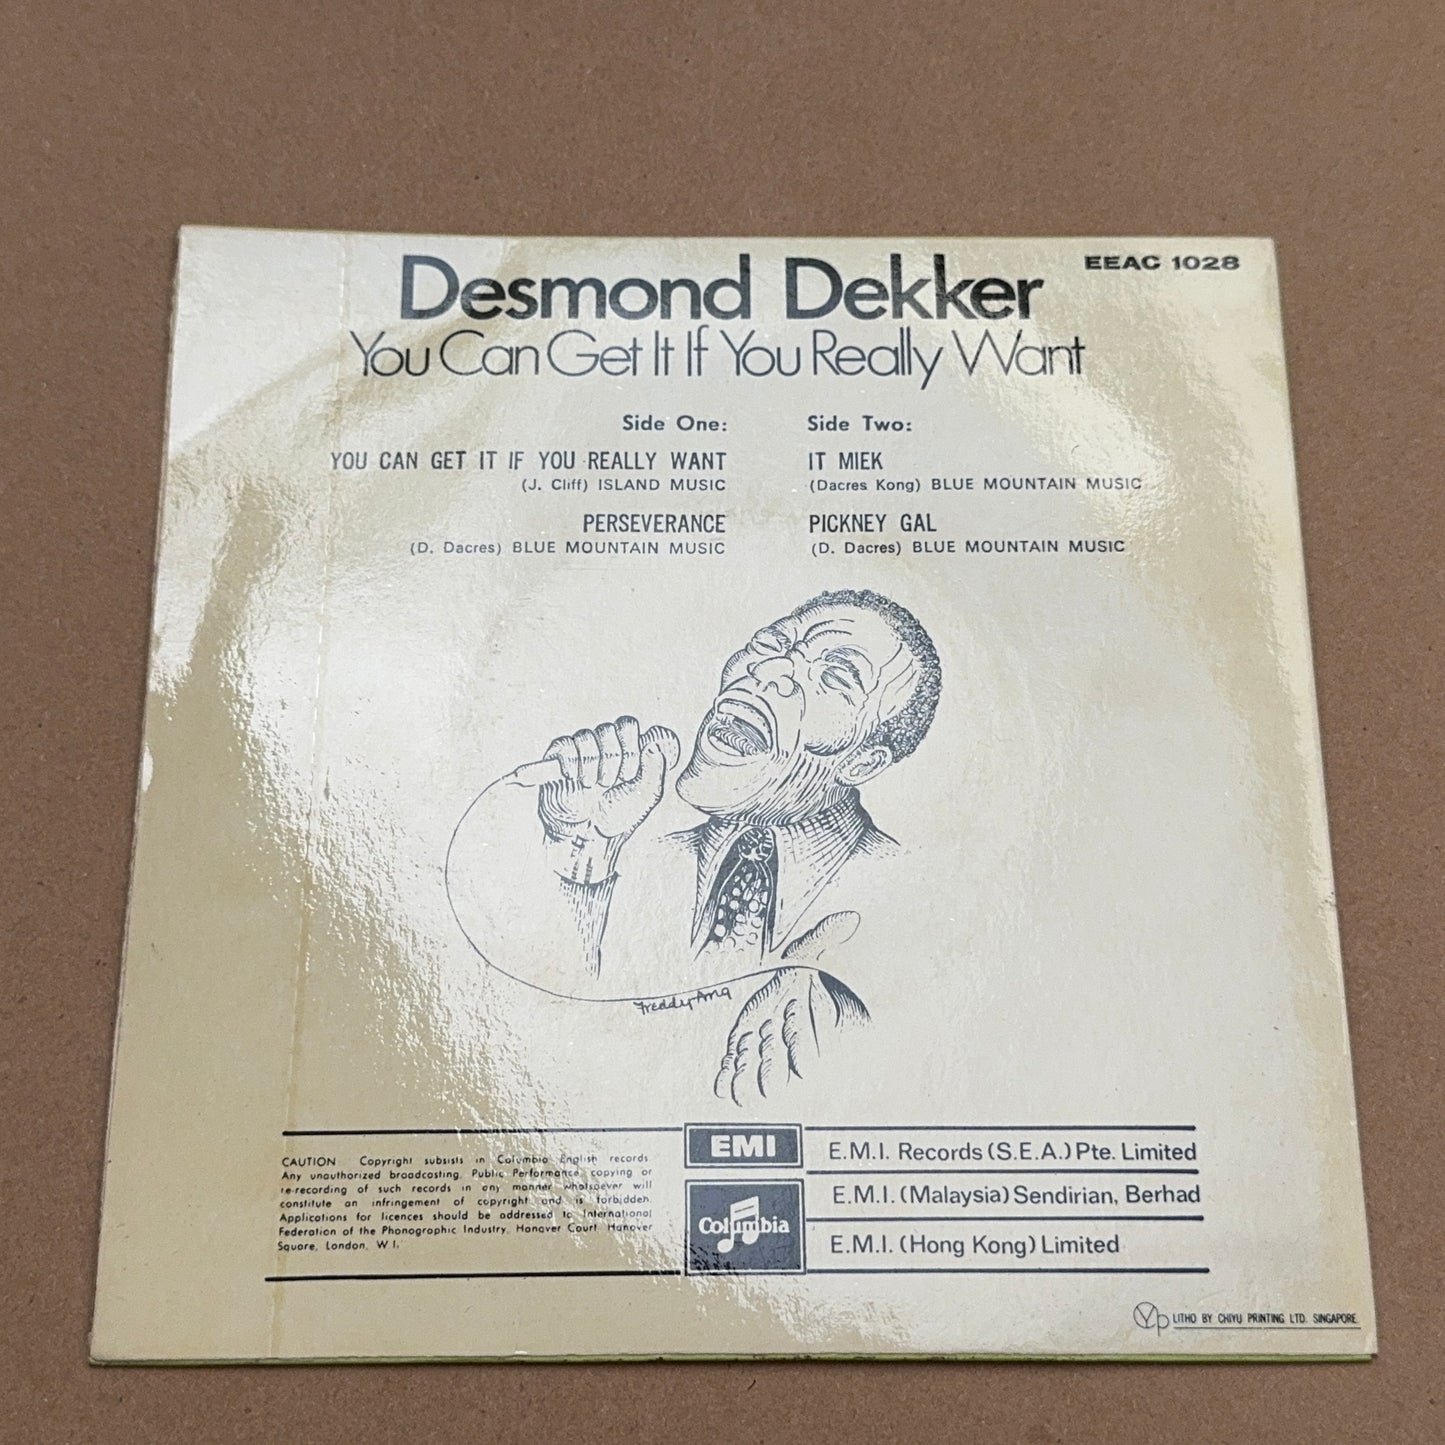 EEAC 1028
Desmond Dekker
You Can Get It If You Really Want
Side One:
YOU CAN GET IT IF YOU REALLY WANT
(J. Cliff) ISLAND MUSIC
PERSEVERANCE
(D. Dacres) BLUE MOUNTAIN MUSIC
Side Two:
IT MIEK
(Dacres Kong) BLUE MOUNTAIN MUSIC
PICKNEY GAL
(D. Dacres) BLUE MOUNTAIN MUSIC
Freddy Ang
CAUTION Copyright subsists in Columbia English records.
Any unauthorized broadcasting, Public Performance, copying or
re-recording of such records in any manner whatsoever will
constitute an infringement of copyright and is forbidden.
Applications for licences should be addressed to International
Federation of the Phonographic Industry, Hanover Court, Hanover
Square, London, W.1.
EMI
Columbia
E.M.I. Records (S.E.A.) Pte. Limited
E.M.I. (Malaysia) Sendirian, Berhad
E.M.I. (Hong Kong) Limited
YP LITHO BY CHIYU PRINTING LTD. SINGAPORE.